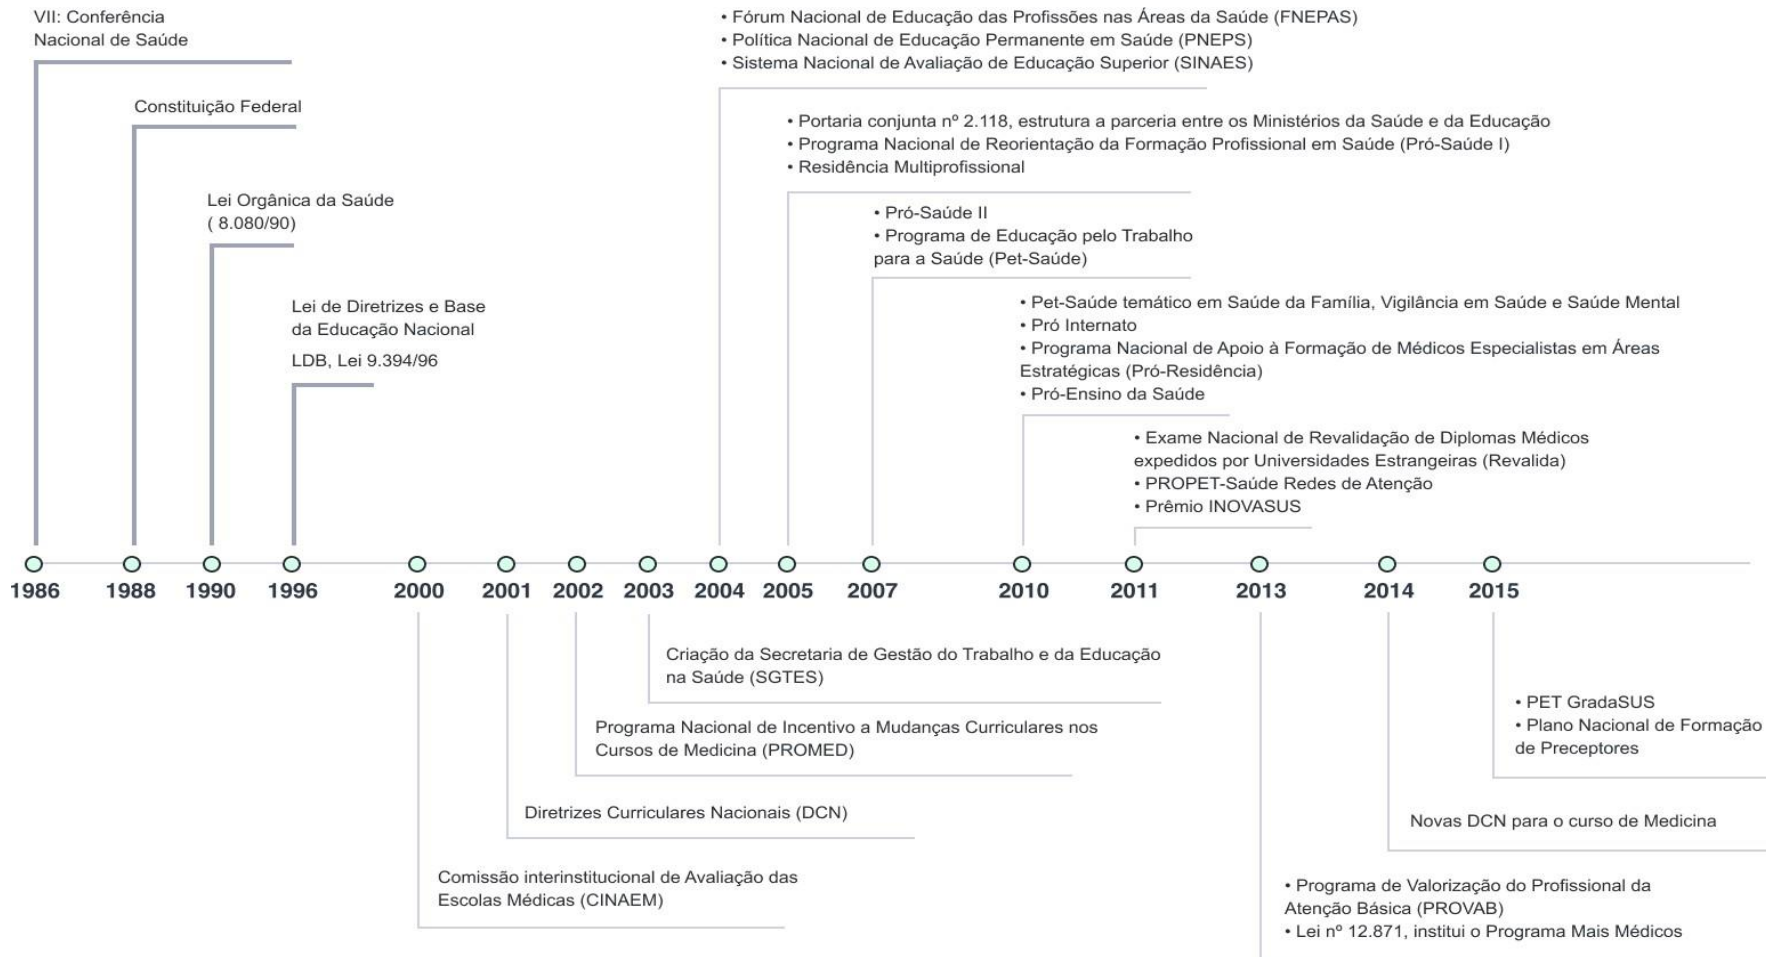 VII: Conferência
Nacional de Saúde
Constituição Federal
Lei Orgânica da Saúde
( 8.080/90)
Lei de Diretrizes e Base
da Educação Nacional
LDB, Lei 9.394/96
• Fórum Nacional de Educação das Profissões nas Áreas da Saúde (FNEPAS)
• Política Nacional de Educação Permanente em Saúde (PNEPS)
• Sistema Nacional de Avaliação de Educação Superior (SINAES)
• Portaria conjunta nº 2.118, estrutura a parceria entre os Ministérios da Saúde e da Educação
• Programa Nacional de Reorientação da Formação Profissional em Saúde (Pró-Saúde I)
• Residência Multiprofissional
• Pró-Saúde II
• Programa de Educação pelo Trabalho
para a Saúde (Pet-Saúde)
• Pet-Saúde temático em Saúde da Família, Vigilância em Saúde e Saúde Mental
• Pró Internato
• Programa Nacional de Apoio à Formação de Médicos Especialistas em Áreas
Estratégicas (Pró-Residência)
• Pró-Ensino da Saúde
• Exame Nacional de Revalidação de Diplomas Médicos
expedidos por Universidades Estrangeiras (Revalida)
• PROPET-Saúde Redes de Atenção
• Prêmio INOVASUS
1986 1988 1990 1996 2000 2001 2002 2003 2004 2005 2007 2010 2011 2013 2014 2015
Criação da Secretaria de Gestão do Trabalho e da Educação
na Saúde (SGTES)
Programa Nacional de Incentivo a Mudanças Curriculares nos
Cursos de Medicina (PROMED)
Diretrizes Curriculares Nacionais (DCN)
Comissão interinstitucional de Avaliação das
Escolas Médicas (CINAEM)
• PET GradaSUS
• Plano Nacional de Formação
de Preceptores
Novas DCN para o curso de Medicina
• Programa de Valorização do Profissional da
Atenção Básica (PROVAB)
• Lei nº 12.871, institui o Programa Mais Médicos